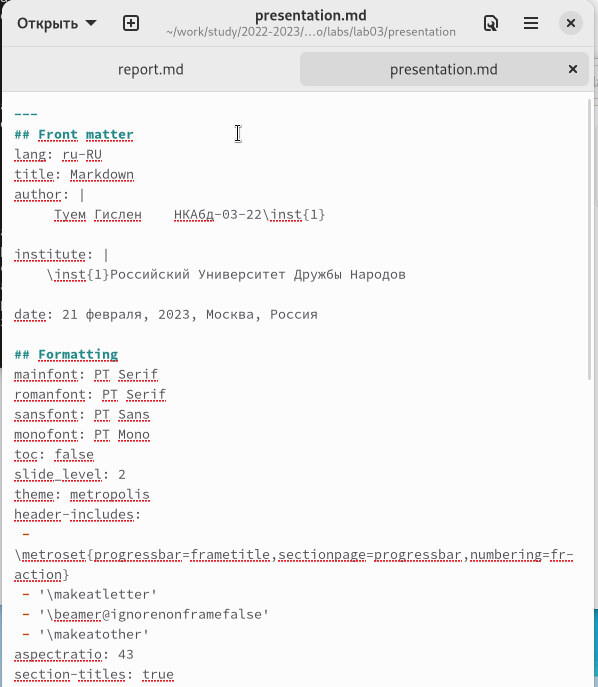 Открыть
presentation.md
~/work/study/2022-2023/…o/labs/lab03/presentation
report.md
presentation.md
---
## Front matter
lang: ru-RU
title: Markdown
author: |
Туем Гислен НКАбд-03-22\inst{1}
institute: |
\inst{1}Российский Университет Дружбы Народов
date: 21 февраля, 2023, Москва, Россия
## Formatting
mainfont: PT Serif
romanfont: PT Serif
sansfont: PT Sans
monofont: PT Mono
toc: false
slide_level: 2
theme: metropolis
header-includes:
-
\metroset{progressbar=frametitle,sectionpage=progressbar,numbering=fr-
action}
- '\makeatletter'
- '\beamer@ignorenonframefalse'
- '\makeatother'
aspectratio: 43
section-titles: true